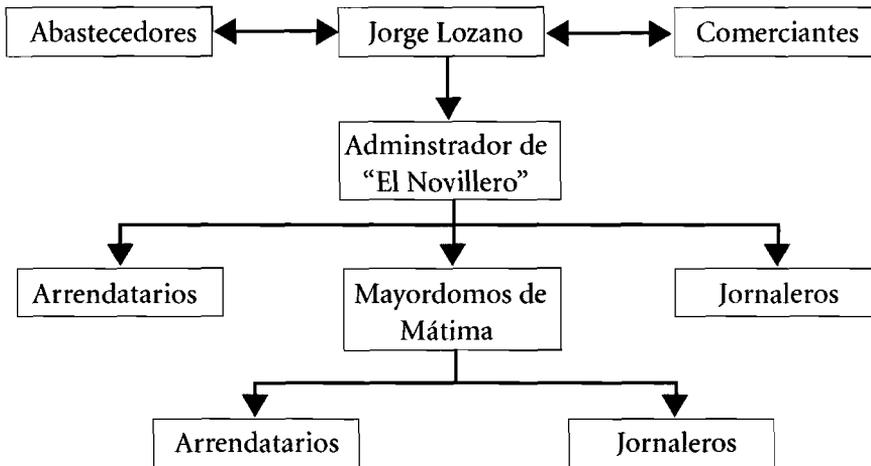 Abastecedores
Jorge Lozano
Comerciantes
Adminstrador de
“El Novillero”
Arrendatarios
Mayordomos de
Mátima
Jornaleros
Arrendatarios
Jornaleros